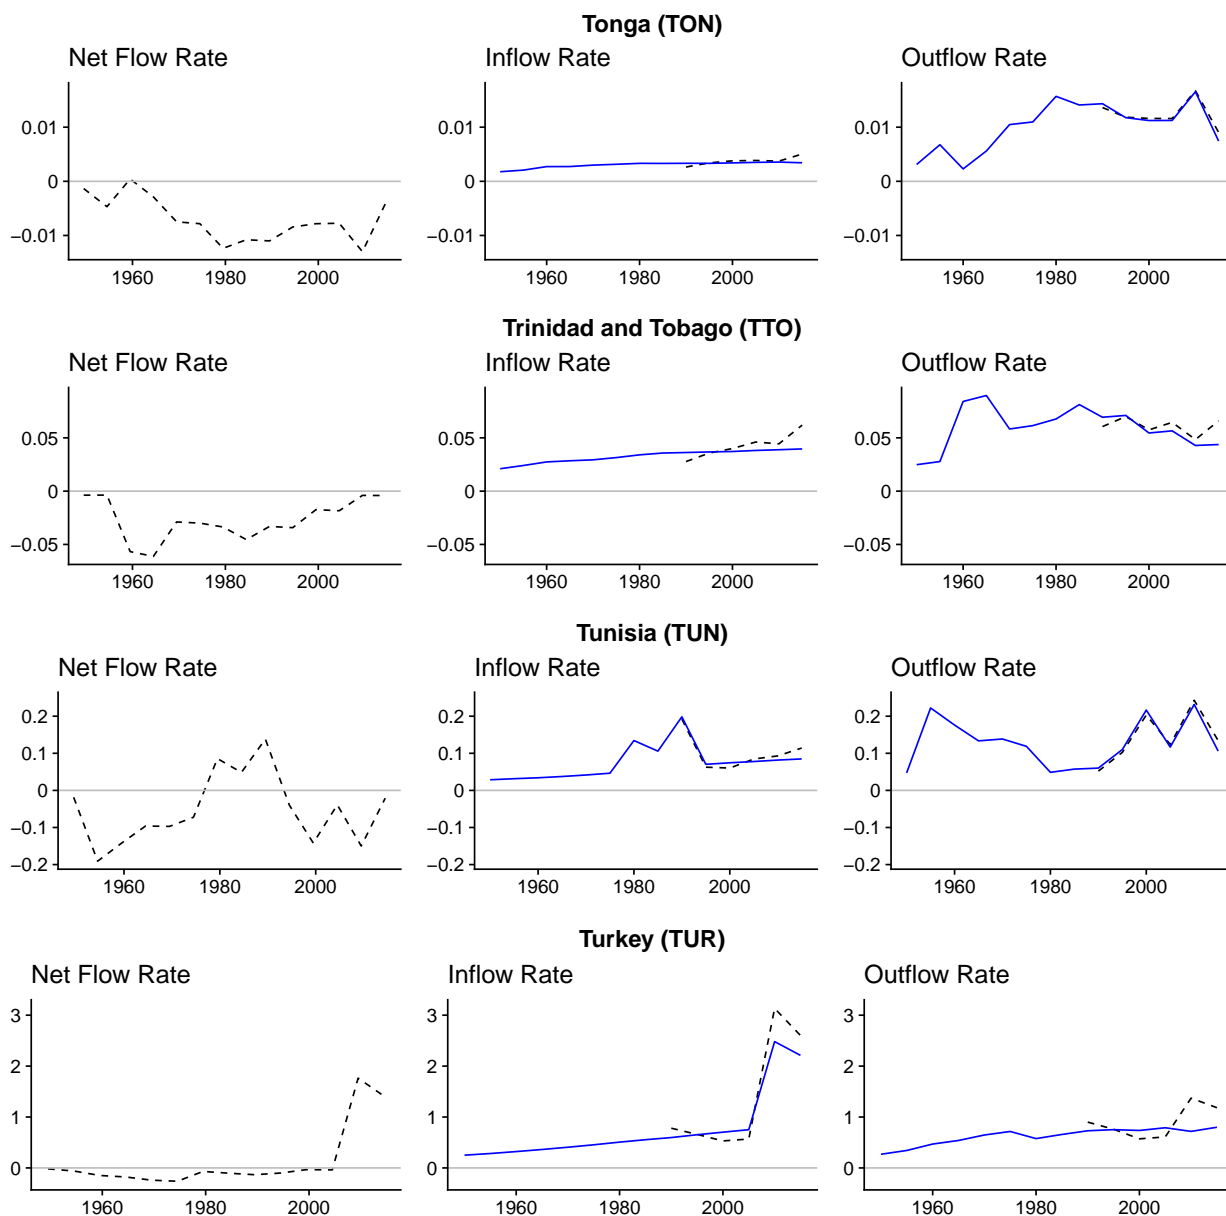 Tonga (TON)
Net Flow Rate
0.01
0
−0.01
1960 1980 2000
Inflow Rate
0.01
0
−0.01
1960 1980 2000
Outflow Rate
0.01
0
−0.01
1960 1980 2000
Trinidad and Tobago (TTO)
Net Flow Rate
0.05
0
−0.05
1960 1980 2000
Inflow Rate
0.05
0
−0.05
1960 1980 2000
Outflow Rate
0.05
0
−0.05
1960 1980 2000
Tunisia (TUN)
Net Flow Rate
0.2
0.1
0
−0.1
−0.2
1960 1980 2000
Inflow Rate
0.2
0.1
0
−0.1
−0.2
1960 1980 2000
Outflow Rate
0.2
0.1
0
−0.1
−0.2
1960 1980 2000
Turkey (TUR)
Net Flow Rate
3
2
1
0
1960 1980 2000
Inflow Rate
3
2
1
0
1960 1980 2000
Outflow Rate
3
2
1
0
1960 1980 2000